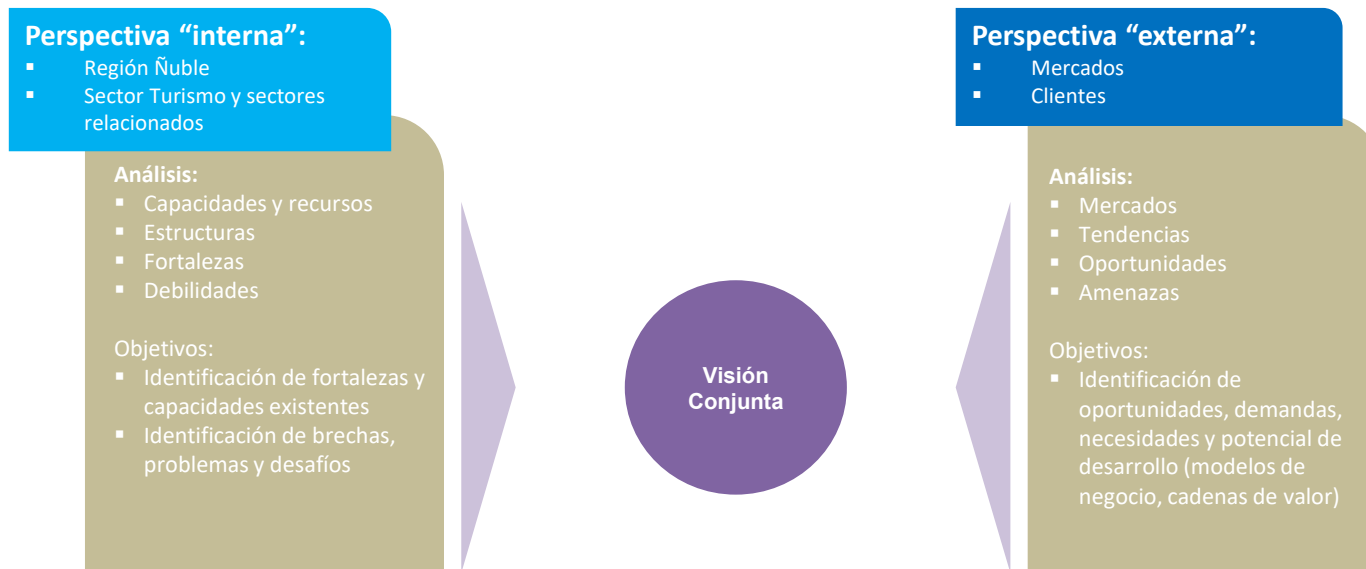 Perspectiva “interna”:
▪ Región Ñuble
▪ Sector Turismo y sectores
relacionados
Análisis:
▪ Capacidades y recursos
▪ Estructuras
▪ Fortalezas
▪ Debilidades
Objetivos:
▪ Identificación de fortalezas y
capacidades existentes
▪ Identificación de brechas,
problemas y desafíos
Visión
Conjunta
Perspectiva “externa”:
▪ Mercados
▪ Clientes
Análisis:
▪ Mercados
▪ Tendencias
▪ Oportunidades
▪ Amenazas
Objetivos:
▪ Identificación de
oportunidades, demandas,
necesidades y potencial de
desarrollo (modelos de
negocio, cadenas de valor)